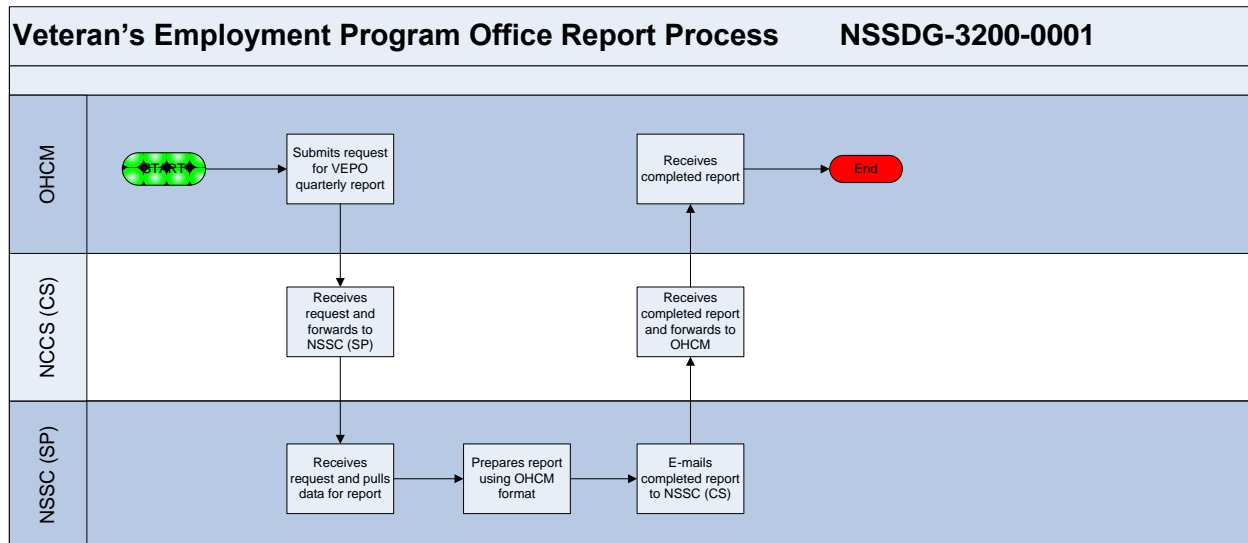 Veteran's Employment Program Office Report Process NSSDG-3200-0001
OHCM
START
Submits request
for VEPO
quarterly report
Receives
completed report
End
NCCS (CS)
Receives
request and
forwards to
NSSC (SP)
Receives
completed report
and forwards to
OHCM
NSSC (SP)
Receives
request and pulls
data for report
Prepares report
using OHCM
format
E-mails
completed report
to NSSC (CS)